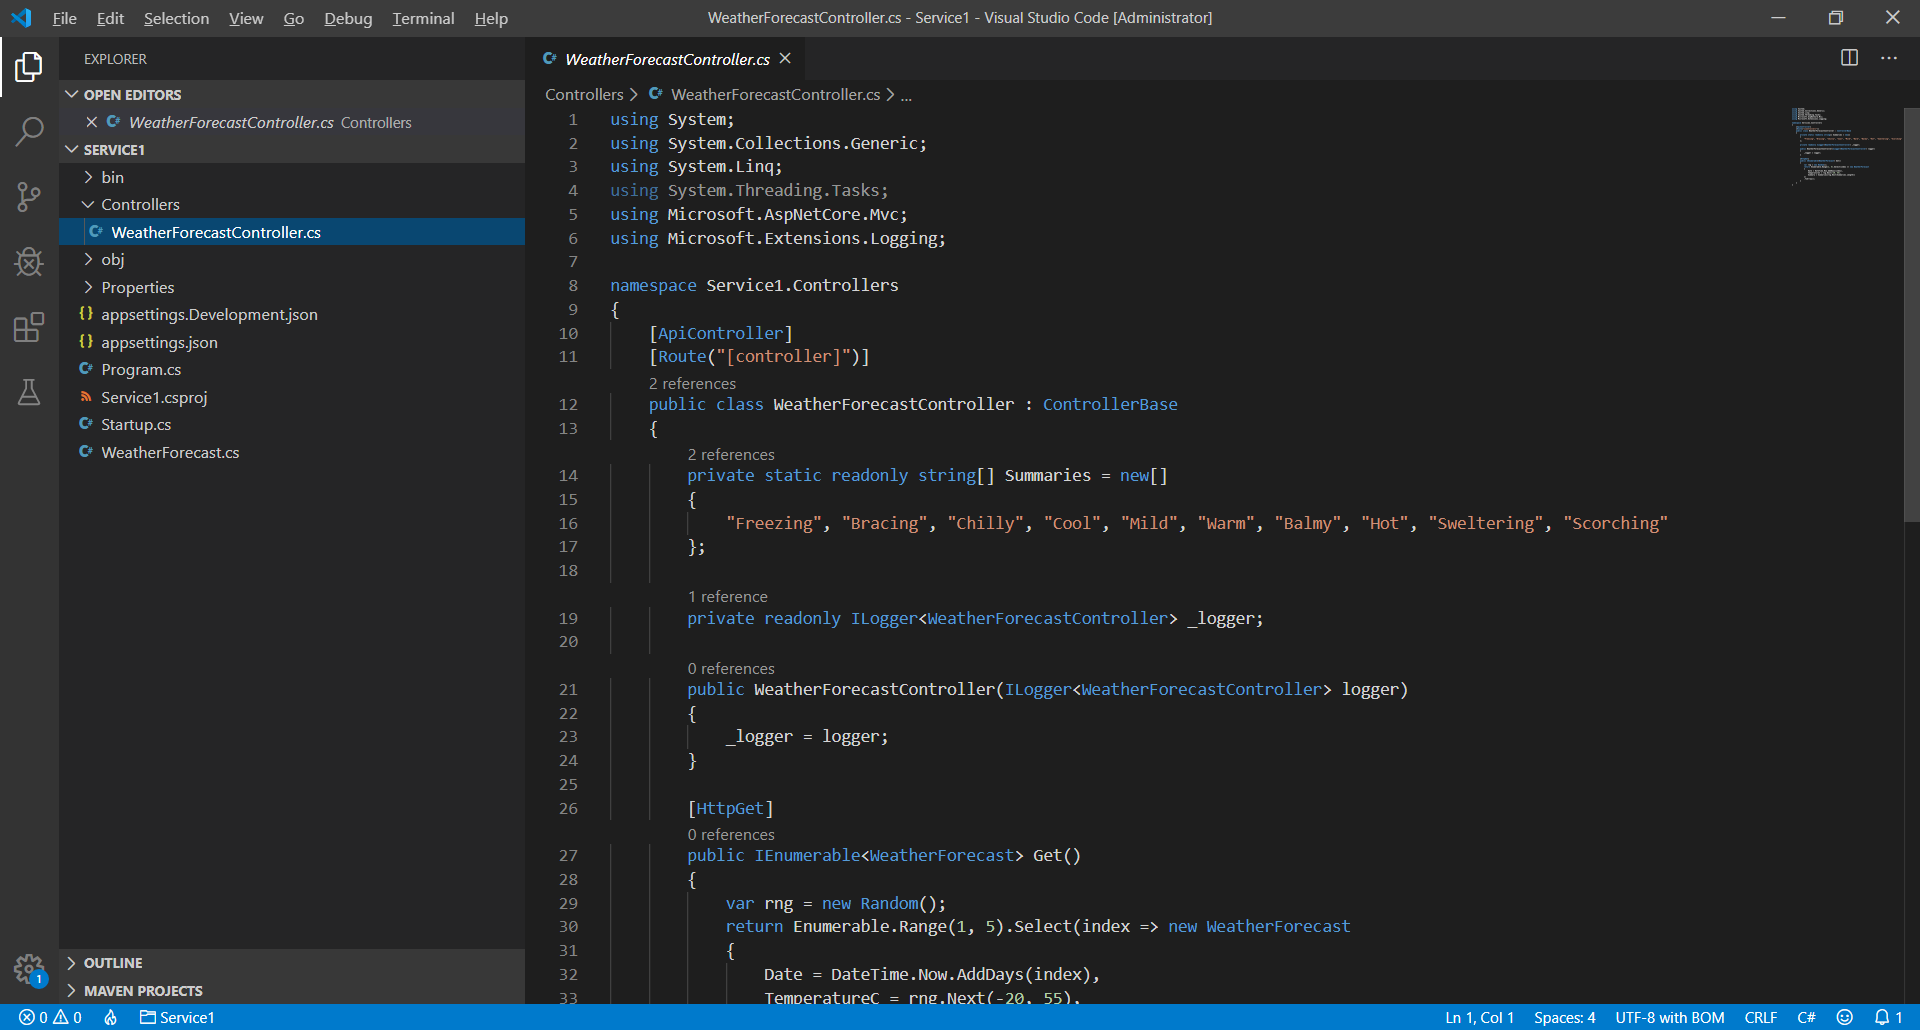 File Edit Selection View Go Debug Terminal Help
WeatherForecastController.cs - Service1 - Visual Studio Code [Administrator]
EXPLORER
OPEN EDITORS
WeatherForecastController.cs Controllers
SERVICE1
bin
Controllers
WeatherForecastController.cs
obj
Properties
{} appsettings.Development.json
{} appsettings.json
C# Program.cs
Service1.csproj
C# Startup.cs
C# WeatherForecast.cs
OUTLINE
MAVEN PROJECTS
1
C# WeatherForecastController.cs
Controllers > C# WeatherForecastController.cs > ...
1 using System;
2 using System.Collections.Generic;
3 using System.Linq;
4 using System.Threading.Tasks;
5 using Microsoft.AspNetCore.Mvc;
6 using Microsoft.Extensions.Logging;
7
8 namespace Service1.Controllers
9 {
10 [ApiController]
11 [Route("[controller]")]
2 references
12 public class WeatherForecastController : ControllerBase
13 {
2 references
14 private static readonly string[] Summaries = new[]
15 {
16 "Freezing", "Bracing", "Chilly", "Cool", "Mild", "Warm", "Balmy", "Hot", "Sweltering", "Scorching"
17 };
18
1 reference
19 private readonly ILogger<WeatherForecastController> _logger;
20
0 references
21 public WeatherForecastController(ILogger<WeatherForecastController> logger)
22 {
23 _logger = logger;
24 }
25
26 [HttpGet]
0 references
27 public IEnumerable<WeatherForecast> Get()
28 {
29 var rng = new Random();
30 return Enumerable.Range(1, 5).Select(index => new WeatherForecast
31 {
32 Date = DateTime.Now.AddDays(index),
33 TemperatureC = rng.Next(-20, 55),
0 0 Service1
Ln 1, Col 1 Spaces: 4 UTF-8 with BOM CRLF C# 1